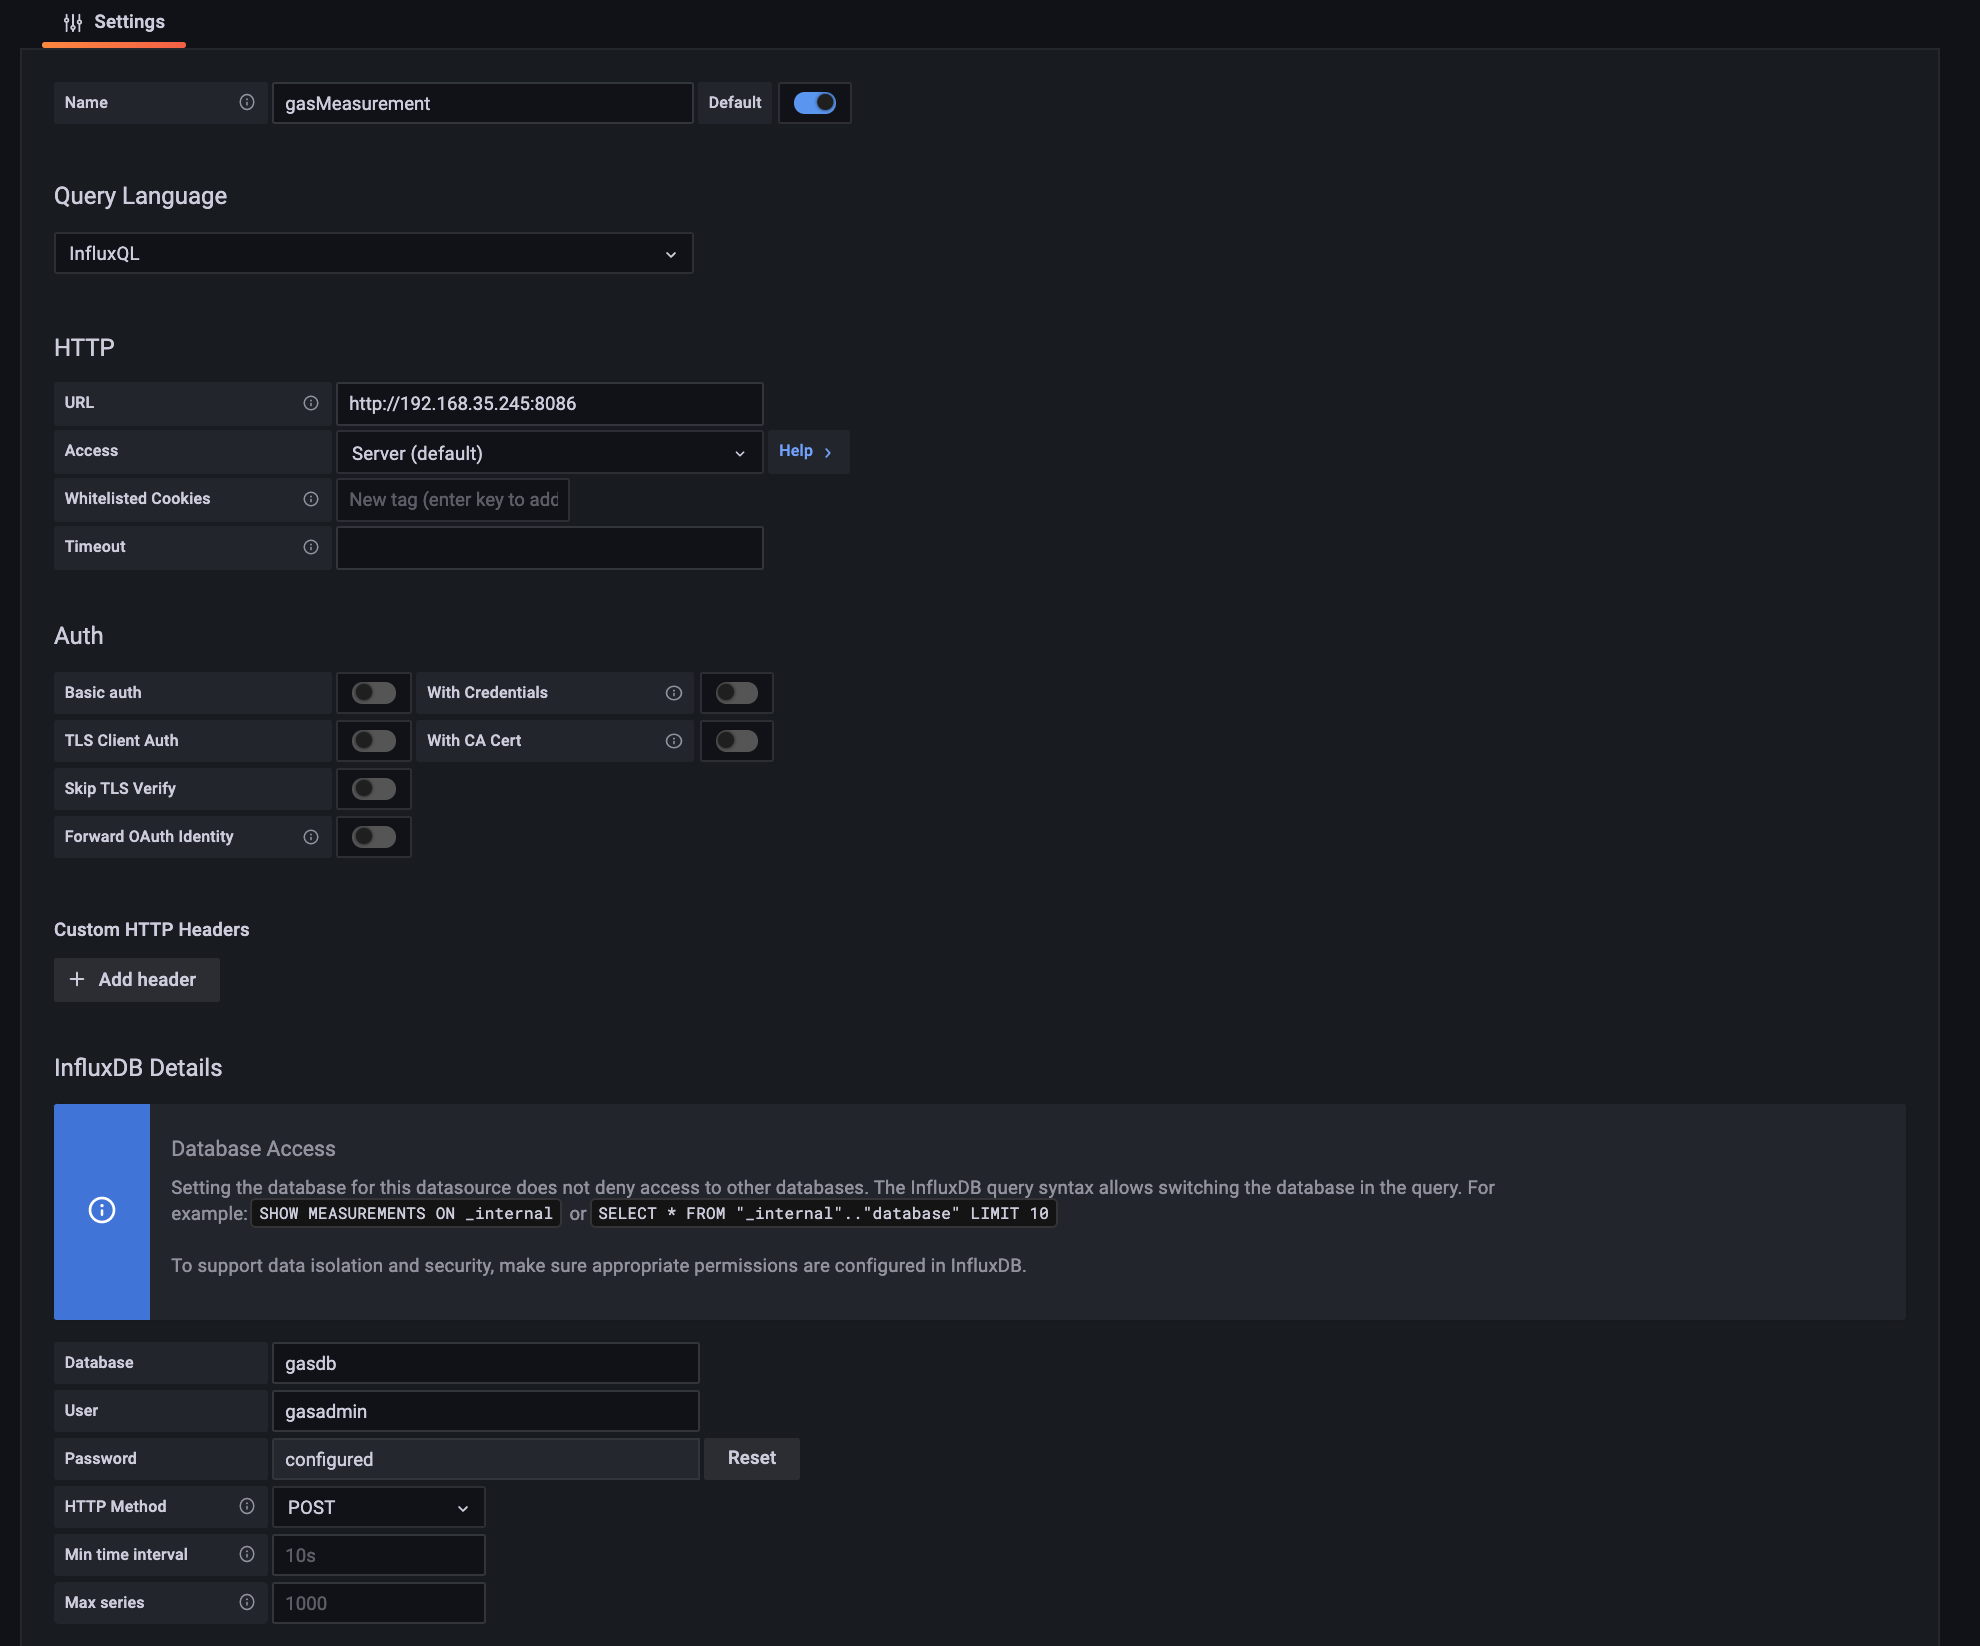 Settings
Name gasMeasurement Default
Query Language
InfluxQL
HTTP
URL http://192.168.35.245:8086
Access Server (default) Help
Whitelisted Cookies New tag (enter key to add
Timeout
Auth
Basic auth With Credentials
TLS Client Auth With CA Cert
Skip TLS Verify
Forward OAuth Identity
Custom HTTP Headers
+ Add header
InfluxDB Details
Database Access
Setting the database for this datasource does not deny access to other databases. The InfluxDB query syntax allows switching the database in the query. For
example: SHOW MEASUREMENTS ON _internal or SELECT * FROM "_internal".."database" LIMIT 10
To support data isolation and security, make sure appropriate permissions are configured in InfluxDB.
Database gasdb
User gasadmin
Password configured Reset
HTTP Method POST
Min time interval 10s
Max series 1000